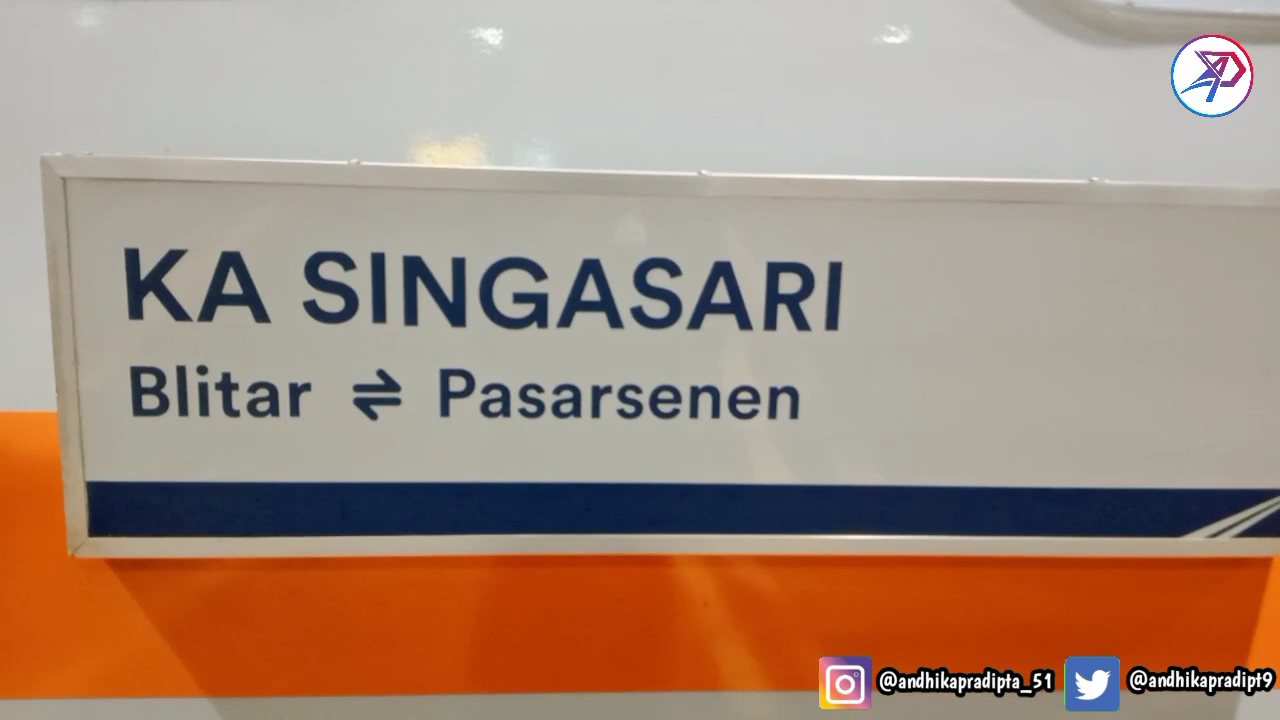 KA SINGASARI
Blitar ⇌ Pasarsenen
@andhikapradipta_51
@andhikapradipt9